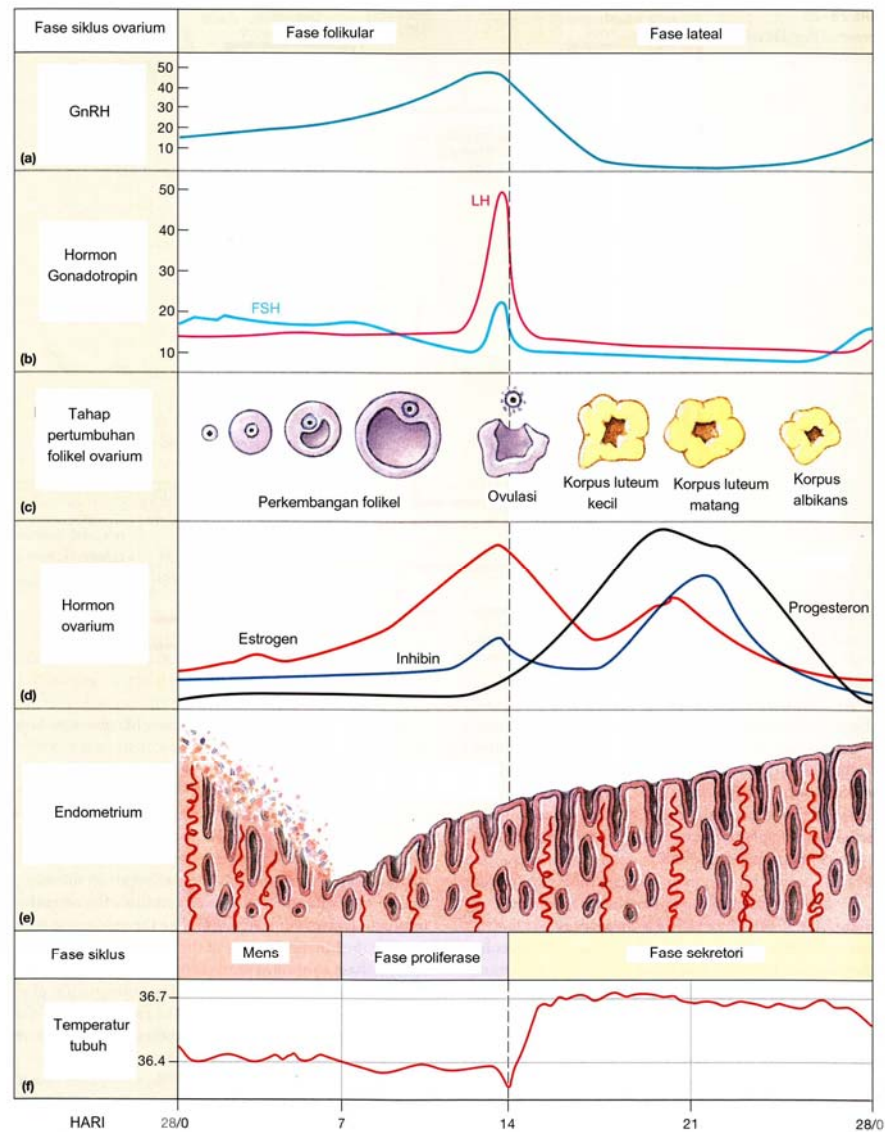 Fase siklus ovarium
Fase folikular
Fase lateal
GnRH
50
40
30
20
10
(a)
Hormon
Gonadotropin
50
40
30
20
10
LH
FSH
(b)
Tahap
pertumbuhan
folikel ovarium
Perkembangan folikel
Ovulasi
Korpus luteum
kecil
Korpus luteum
matang
Korpus
albikans
(c)
Hormon
ovarium
Estrogen
Inhibin
Progesteron
(d)
Endometrium
(e)
Fase siklus
Mens
Fase proliferase
Fase sekretori
Temperatur
tubuh
36.7
36.4
(f)
HARI
28/0
7
14
21
28/0